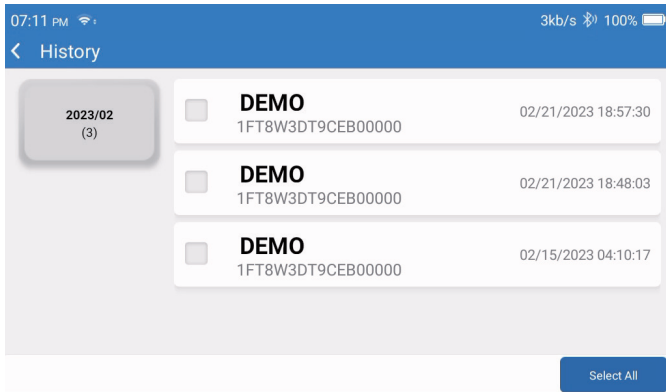 07:11 PM
3kb/s 100%
History
2023/02
(3)
DEMO
1FT8W3DT9CEB00000
02/21/2023 18:57:30
DEMO
1FT8W3DT9CEB00000
02/21/2023 18:48:03
DEMO
1FT8W3DT9CEB00000
02/15/2023 04:10:17
Select All